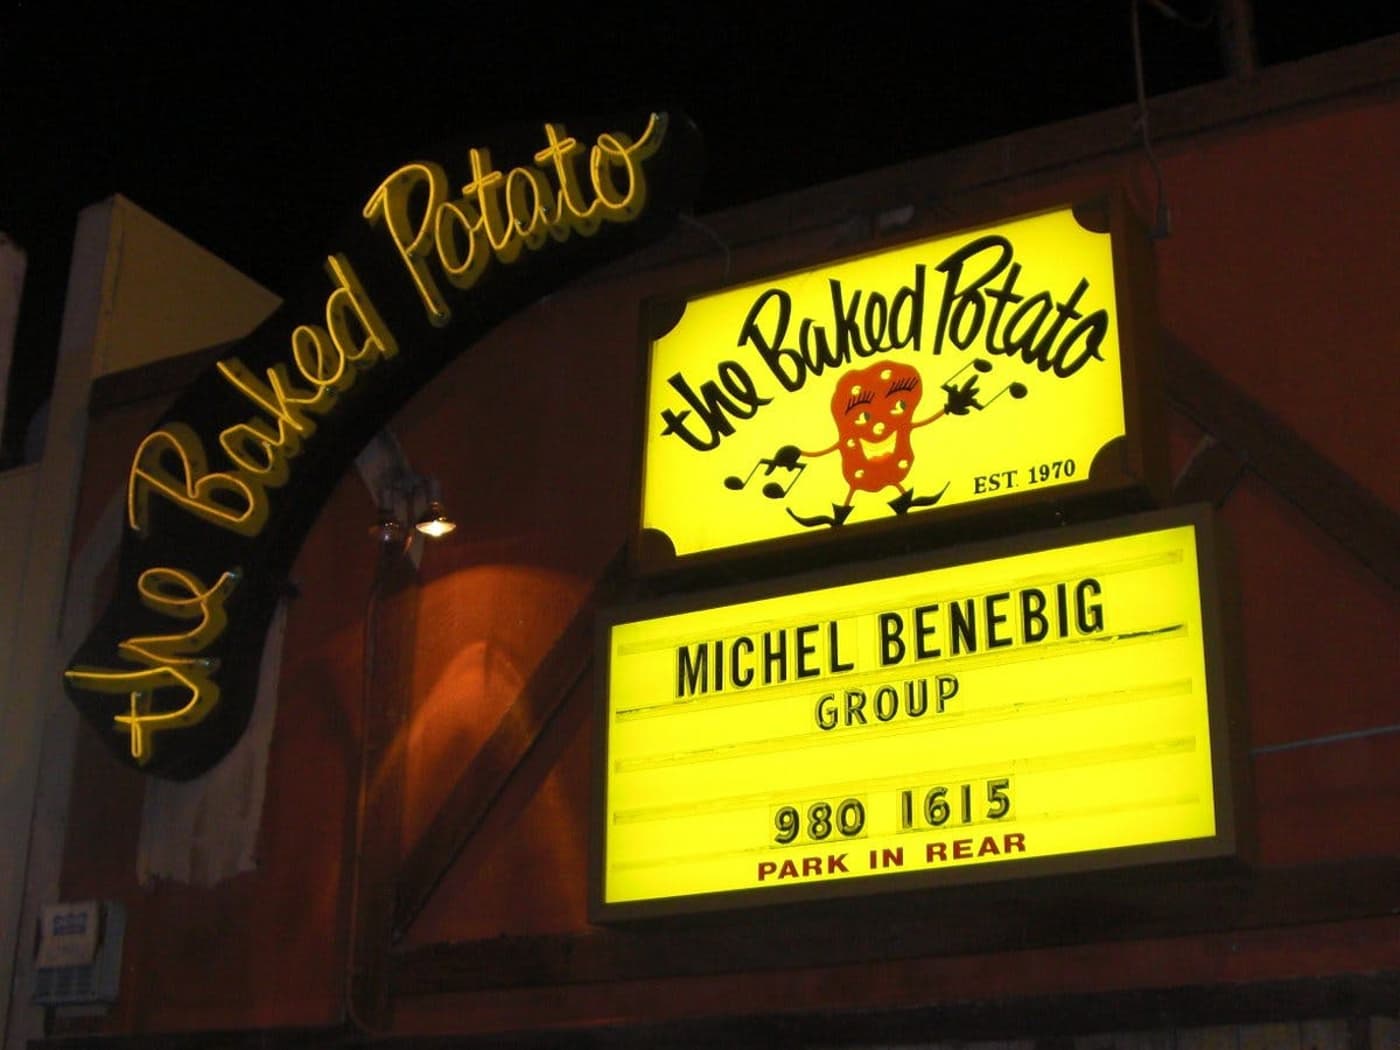 the Baked Potato
the Baked Potato
EST. 1970
MICHEL BENEBIG
GROUP
980 1615
PARK IN REAR